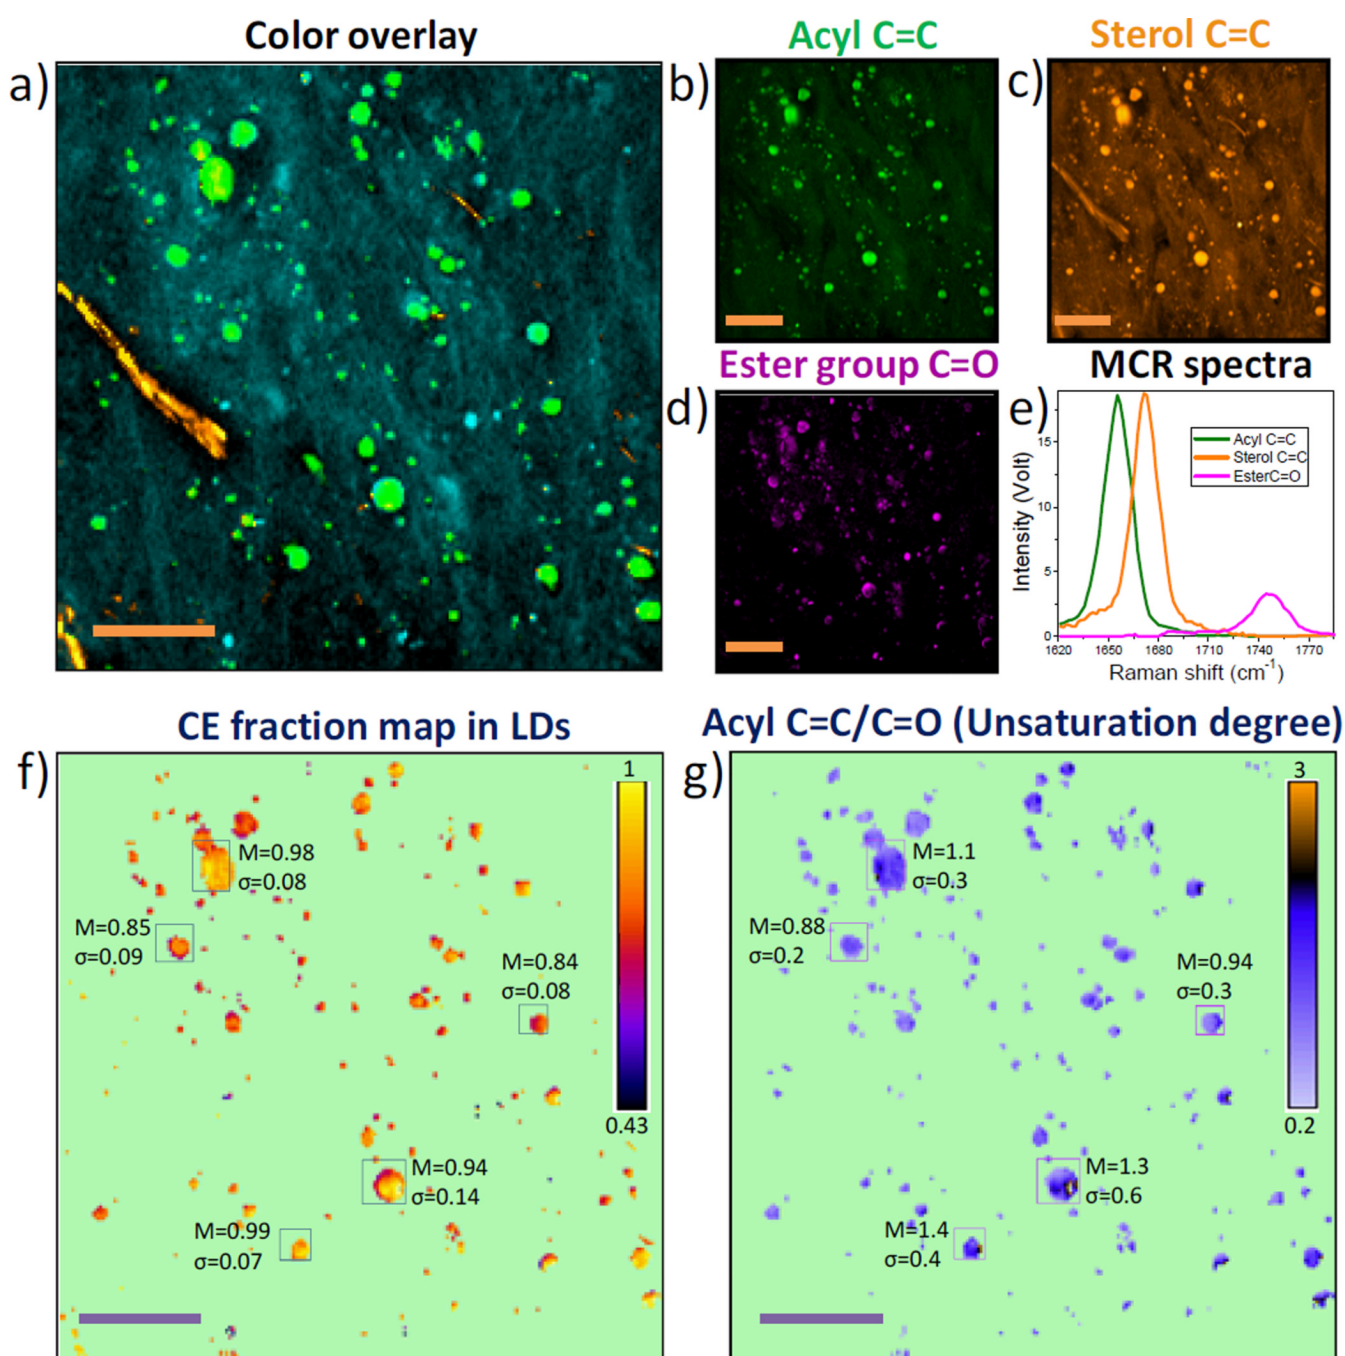 Color overlay
Acyl C=C
Sterol C=C
a)
b)
c)
Ester group C=O
MCR spectra
d)
e)
Acyl C=C
Sterol C=C
EsterC=O
Intensity (Volt)
15
10
5
0
1620
1650
1680
1710
1740
1770
Raman shift (cm⁻¹)
CE fraction map in LDs
Acyl C=C/C=O (Unsaturation degree)
f)
1
M=0.98
σ=0.08
M=0.85
σ=0.09
M=0.84
σ=0.08
0.43
M=0.94
σ=0.14
M=0.99
σ=0.07
g)
3
M=1.1
σ=0.3
M=0.88
σ=0.2
M=0.94
σ=0.3
0.2
M=1.3
σ=0.6
M=1.4
σ=0.4